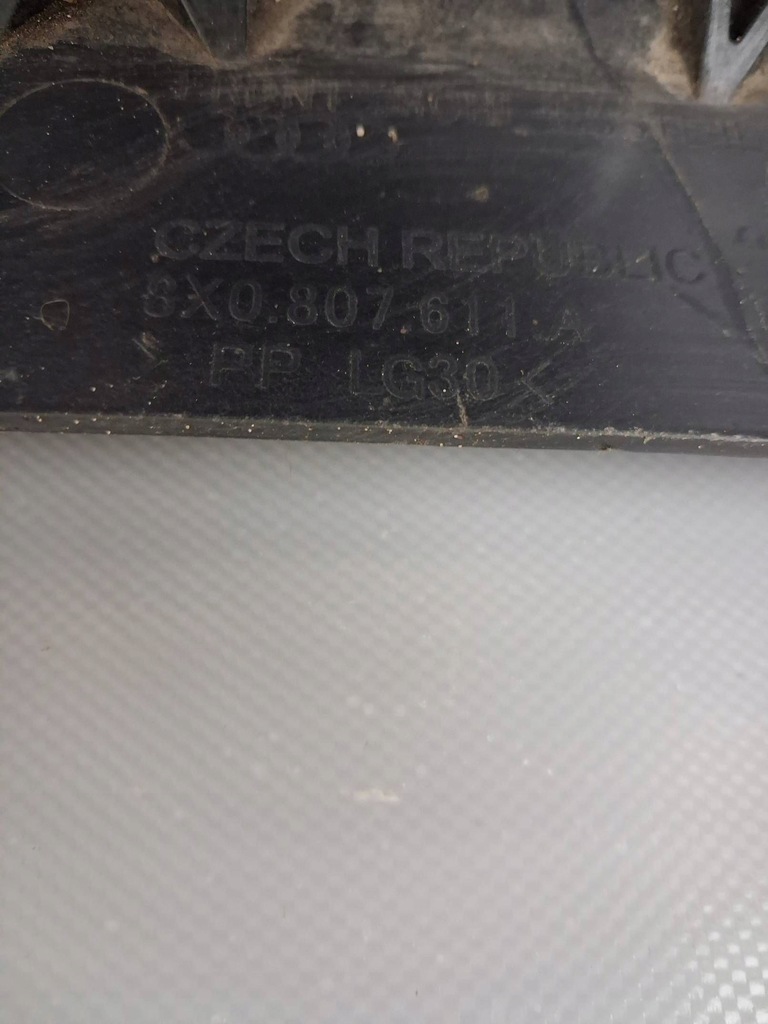 CZECH REPUBLIC
8X0.807.611.A
PP LG30 <